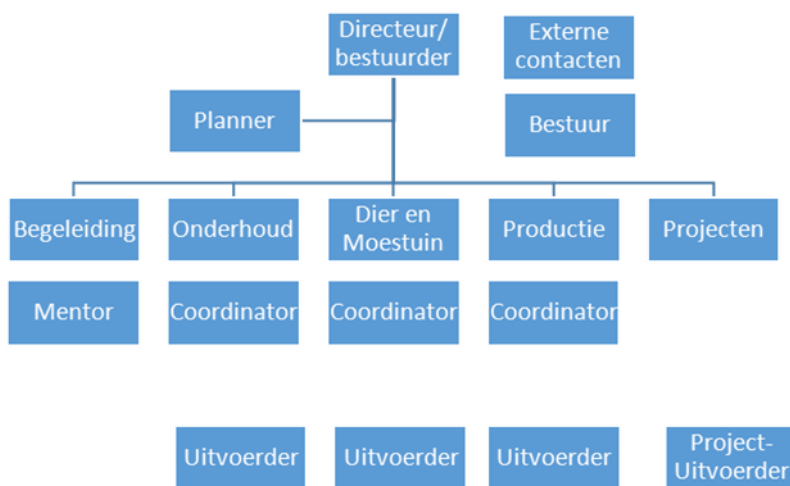 Directeur/
bestuurder
Externe
contacten
Planner
Bestuur
Begeleiding
Onderhoud
Dier en
Moestuin
Productie
Projecten
Mentor
Coordinator
Coordinator
Coordinator
Uitvoerder
Uitvoerder
Uitvoerder
Project-
Uitvoerder